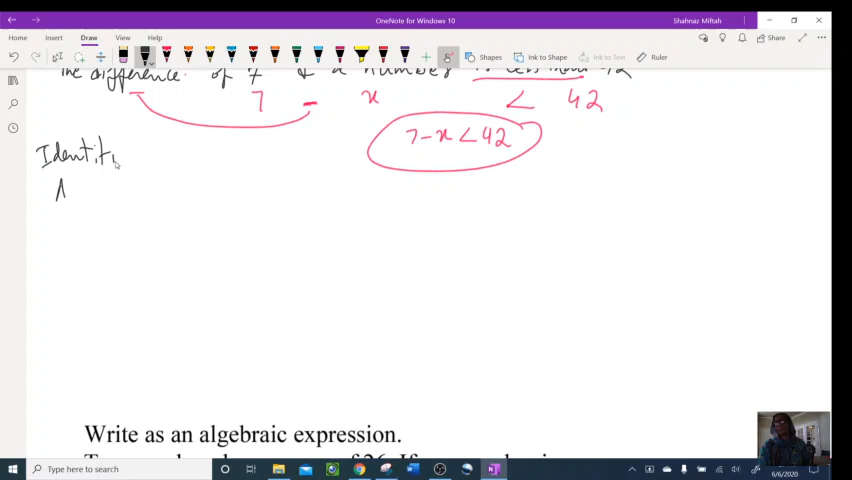 OneNote for Windows 10
Shahnaz Miftah
Home Insert Draw View Help Share
Shapes Ink to Shape Ink to Text Ruler
The difference of 7 & a number is less than 42
7 - x < 42
7-x < 42
Identity
Write as an algebraic expression.
Type here to search
6/6/2020